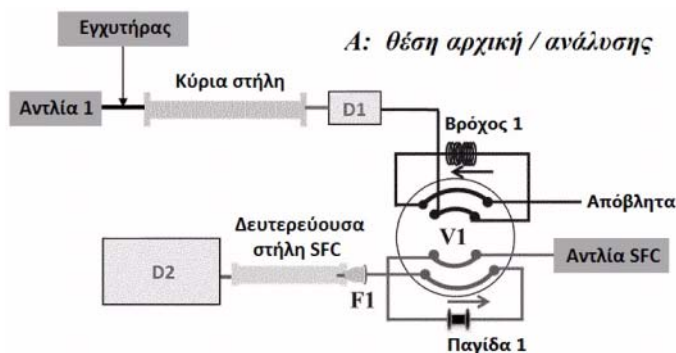 Εγχυτήρας
Α: θέση αρχική / ανάλυσης
Κύρια στήλη
Αντλία 1
D1
Βρόχος 1
Απόβλητα
V1
Δευτερεύουσα
στήλη SFC
D2
Αντλία SFC
F1
Παγίδα 1